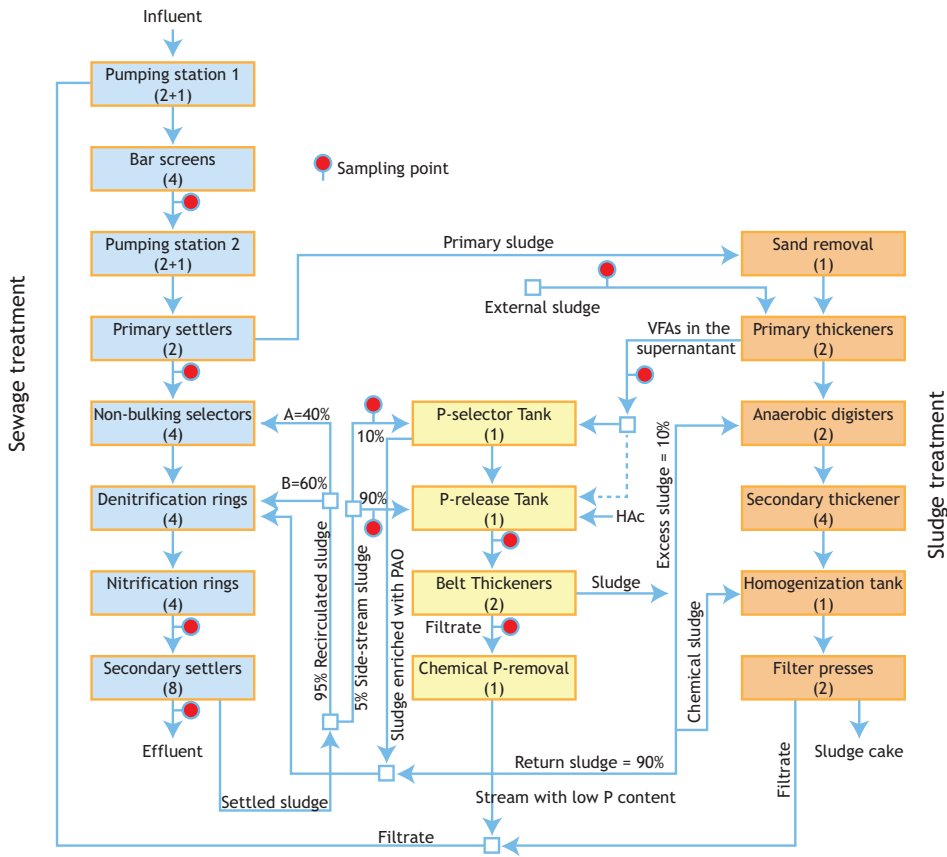 Influent
Pumping station 1
(2+1)
Bar screens
(4)
Sampling point
Pumping station 2
(2+1)
Primary sludge
Sand removal
(1)
External sludge
Primary settlers
(2)
VFAs in the
supernantant
Primary thickeners
(2)
Non-bulking selectors
(4)
A=40%
10%
P-selector Tank
(1)
Anaerobic digisters
(2)
B=60%
90%
Denitrification rings
(4)
P-release Tank
(1)
HAc
Secondary thickener
(4)
Nitrification rings
(4)
Belt Thickeners
(2)
Sludge
Homogenization tank
(1)
Filtrate
Secondary settlers
(8)
Chemical P-removal
(1)
Filter presses
(2)
Sewage treatment
95% Recirculated sludge
5% Side-stream sludge
Sludge enriched with PAO
Excess sludge = 10%
Chemical sludge
Sludge treatment
Effluent
Return sludge = 90%
Sludge cake
Filtrate
Settled sludge
Stream with low P content
Filtrate